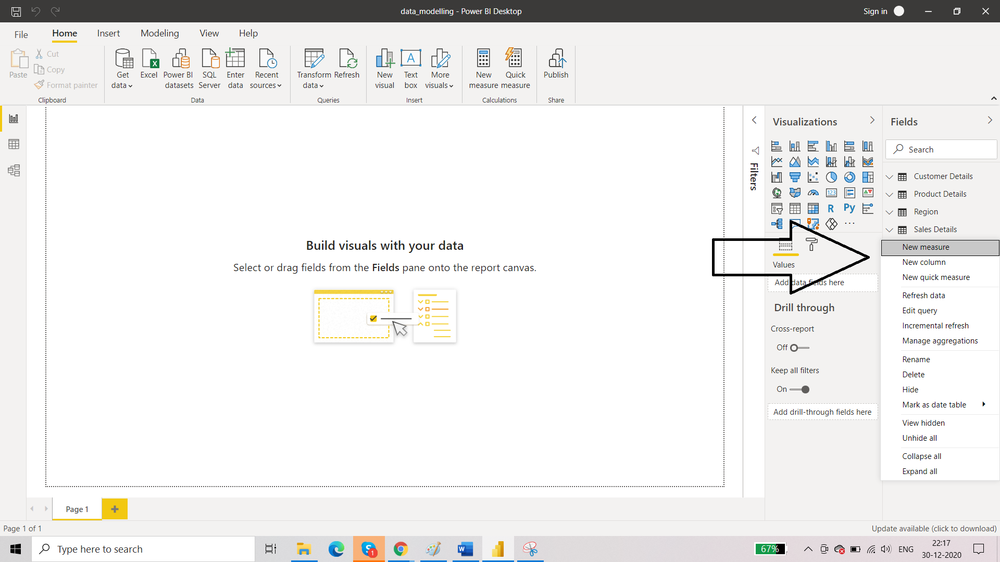 data_modelling - Power BI Desktop
Sign in
File
Home
Insert
Modeling
View
Help
Paste
Cut
Copy
Format painter
Clipboard
Get data
Excel
Power BI datasets
SQL Server
Enter data
Recent sources
Data
Transform data
Refresh
Queries
New visual
Text box
More visuals
Insert
New measure
Quick measure
Calculations
Publish
Share
Build visuals with your data
Select or drag fields from the Fields pane onto the report canvas.
Filters
Visualizations
123
R
Py
Values
Add data fields here
Drill through
Cross-report
Off
Keep all filters
On
Add drill-through fields here
Fields
Search
Customer Details
Product Details
Region
Sales Details
New measure
New column
New quick measure
Refresh data
Edit query
Incremental refresh
Manage aggregations
Rename
Delete
Hide
Mark as date table
View hidden
Unhide all
Collapse all
Expand all
Page 1
Page 1 of 1
Update available (click to download)
Type here to search
1
67%
ENG
22:17
30-12-2020